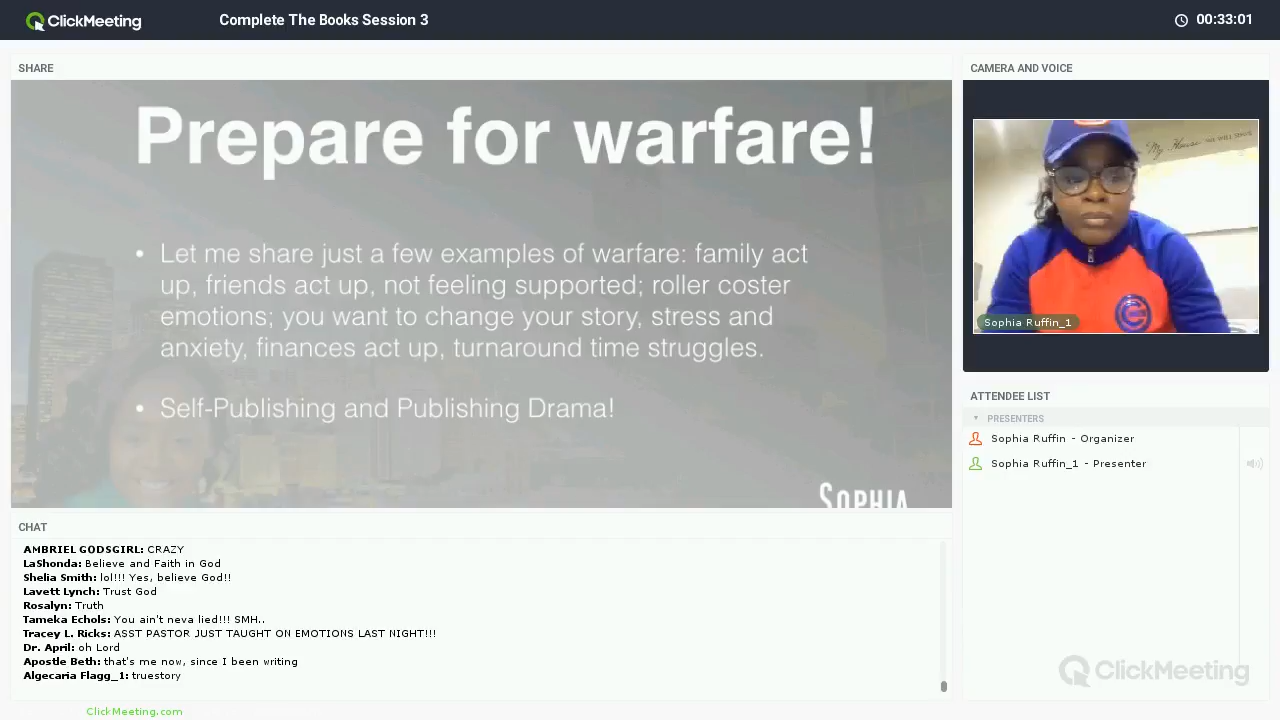 ClickMeeting
Complete The Books Session 3
00:33:01
SHARE
CAMERA AND VOICE
Prepare for warfare!
• Let me share just a few examples of warfare: family act
up, friends act up, not feeling supported; roller coster
emotions; you want to change your story, stress and
anxiety, finances act up, turnaround time struggles.
• Self-Publishing and Publishing Drama!
SOPHIA
My House
Sophia Ruffin_1
ATTENDEE LIST
PRESENTERS
Sophia Ruffin - Organizer
Sophia Ruffin_1 - Presenter
CHAT
AMBRIEL GODSGIRL: CRAZY
LaShonda: Believe and Faith in God
Shelia Smith: lol!!! Yes, believe God!!
Lavett Lynch: Trust God
Rosalyn: Truth
Tameka Echols: You ain't neva lied!!! SMH..
Tracey L. Ricks: ASST PASTOR JUST TAUGHT ON EMOTIONS LAST NIGHT!!!
Dr. April: oh Lord
Apostle Beth: that's me now, since I been writing
Algecaria Flagg_1: truestory
ClickMeeting
ClickMeeting.com